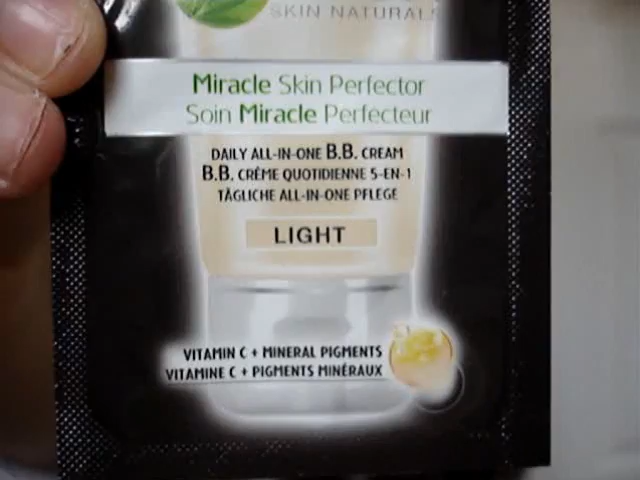 SKIN NATURALS
Miracle Skin Perfector
Soin Miracle Perfecteur
DAILY ALL-IN-ONE B.B. CREAM
B.B. CRÈME QUOTIDIENNE 5-EN-1
TÄGLICHE ALL-IN-ONE PFLEGE
LIGHT
VITAMIN C + MINERAL PIGMENTS
VITAMINE C + PIGMENTS MINÉRAUX